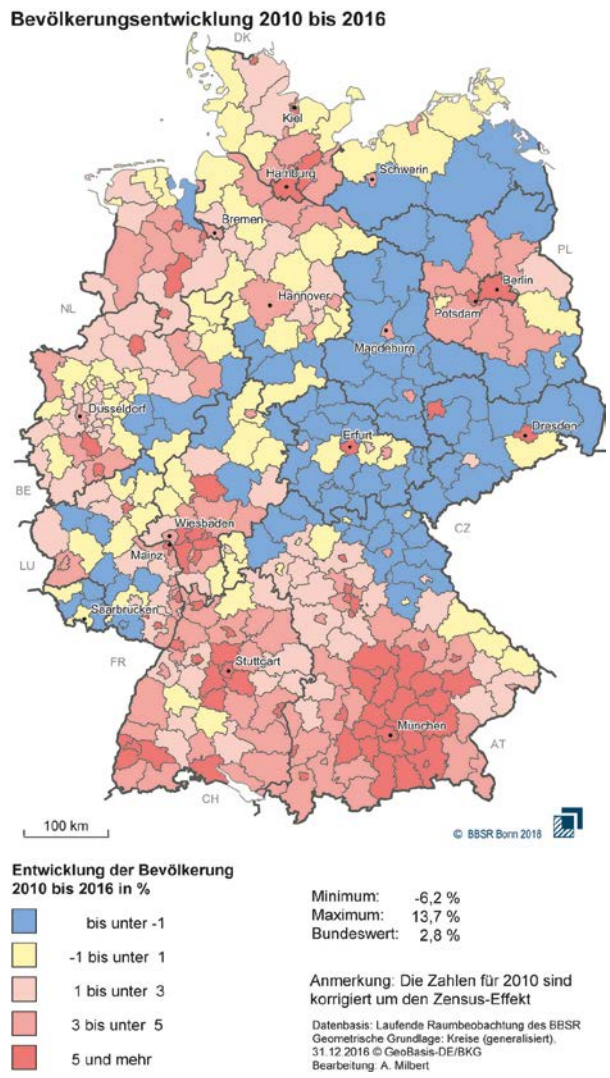 Bevölkerungsentwicklung 2010 bis 2016
DK
Kiel
Hamburg
Schwerin
Bremen
PL
Berlin
NL
Hannover
Potsdam
Magdeburg
Düsseldorf
Erfurt
Dresden
BE
Wiesbaden
CZ
Mainz
LU
Saarbrücken
FR
Stuttgart
München
AT
CH
100 km
© BBSR Bonn 2018
Entwicklung der Bevölkerung
2010 bis 2016 in %
bis unter -1
-1 bis unter 1
1 bis unter 3
3 bis unter 5
5 und mehr
Minimum: -6,2 %
Maximum: 13,7 %
Bundeswert: 2,8 %
Anmerkung: Die Zahlen für 2010 sind
korrigiert um den Zensus-Effekt
Datenbasis: Laufende Raumbeobachtung des BBSR
Geometrische Grundlage: Kreise (generalisiert),
31.12.2016 © GeoBasis-DE/BKG
Bearbeitung: A. Milbert